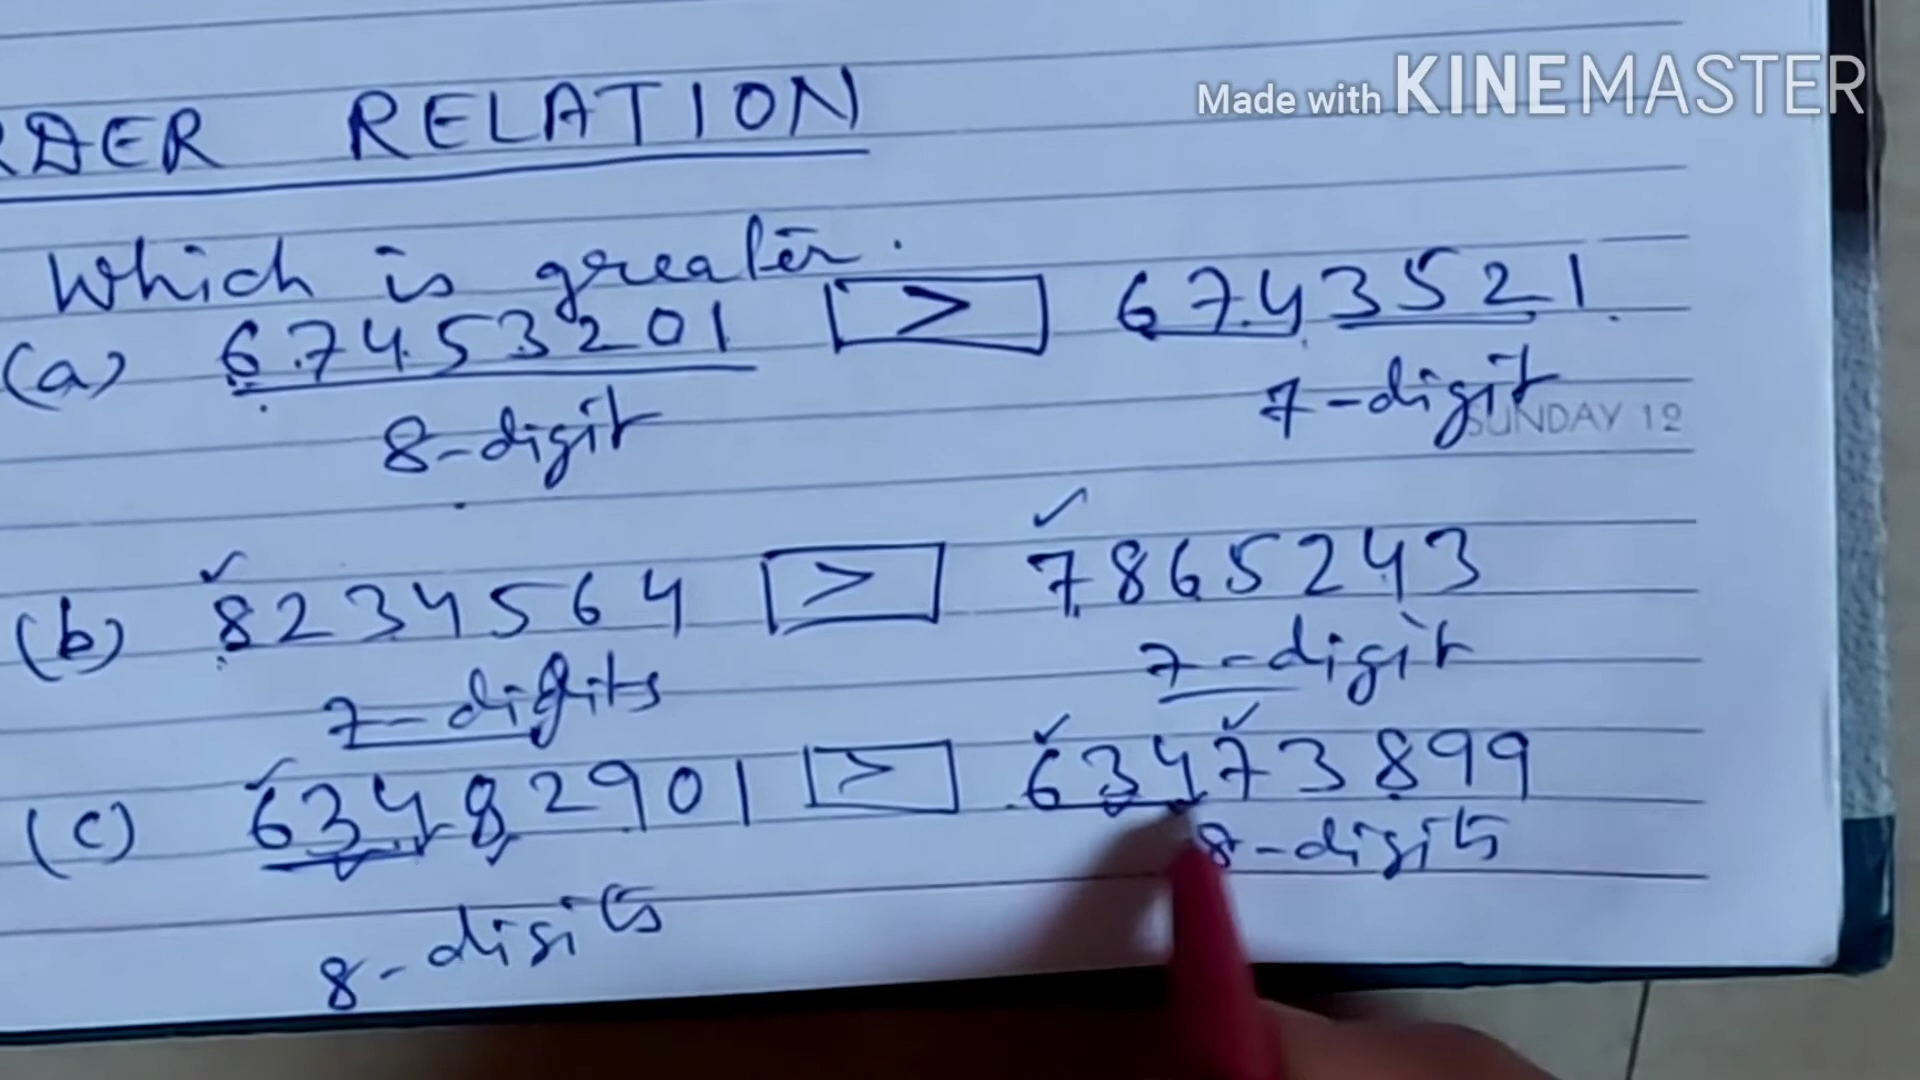 Made with KINEMASTER
RDER RELATION
Which is greater.
(a) 67453201 > 6743521
8-digit 7-digit
SUNDAY 12
(b) 8234564 > 7865243
7-digits 7-digit
(c) 63482901 > 63473899
8-digits 8-digits